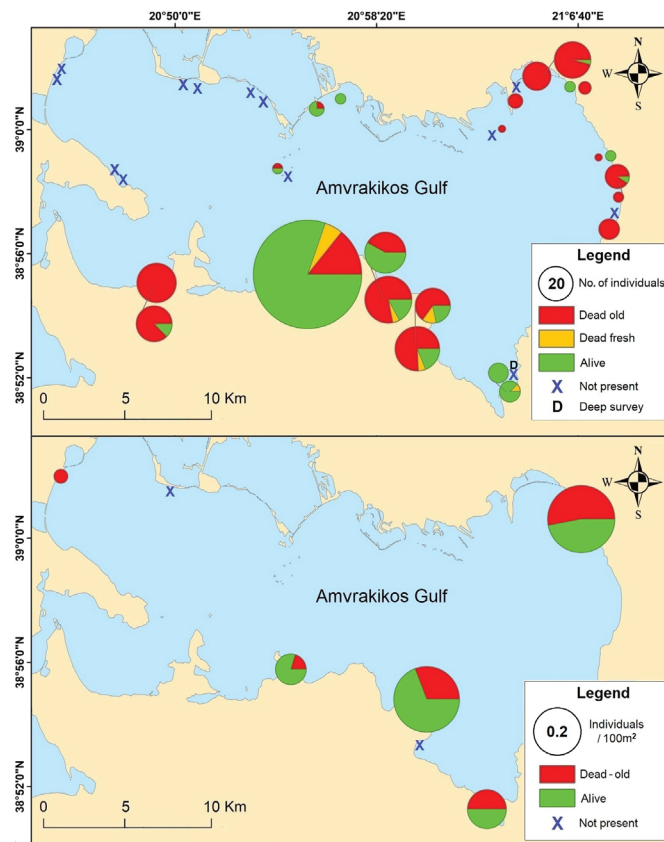 20°50'0"E 20°58'20"E 21°6'40"E
N
W E
S
39°0'0"N
Amvrakikos Gulf
38°56'0"N
38°52'0"N
X X X X X X X X X X X X X X
D
Legend
20 No. of individuals
Dead old
Dead fresh
Alive
X Not present
D Deep survey
0 5 10 Km
N
W E
S
39°0'0"N
Amvrakikos Gulf
38°56'0"N
38°52'0"N
X
X
Legend
0.2 Individuals
/ 100m²
Dead-old
Alive
X Not present
0 5 10 Km